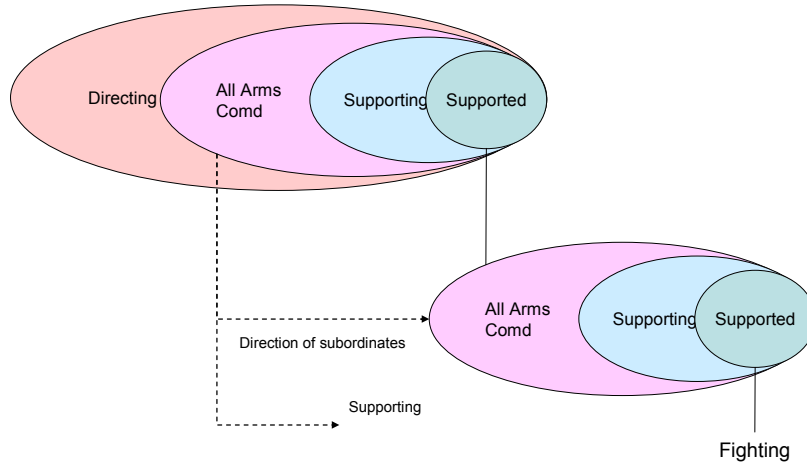 Directing
All Arms
Comd
Supporting
Supported
All Arms
Comd
Supporting
Supported
Direction of subordinates
Supporting
Fighting